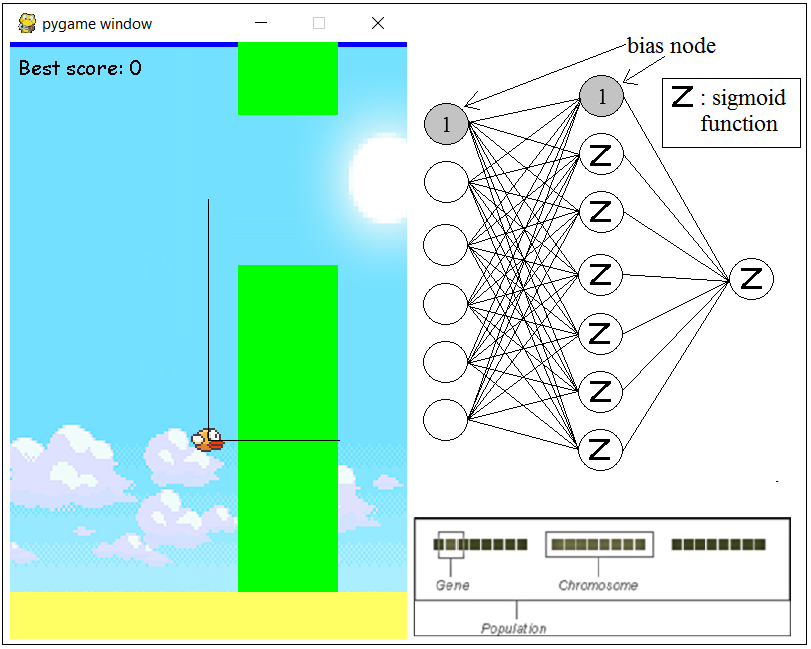 pygame window
Best score: 0
bias node
1
1
Z : sigmoid
function
Z
Z
Z
Z
Z
Z
Z
Gene
Chromosome
Population